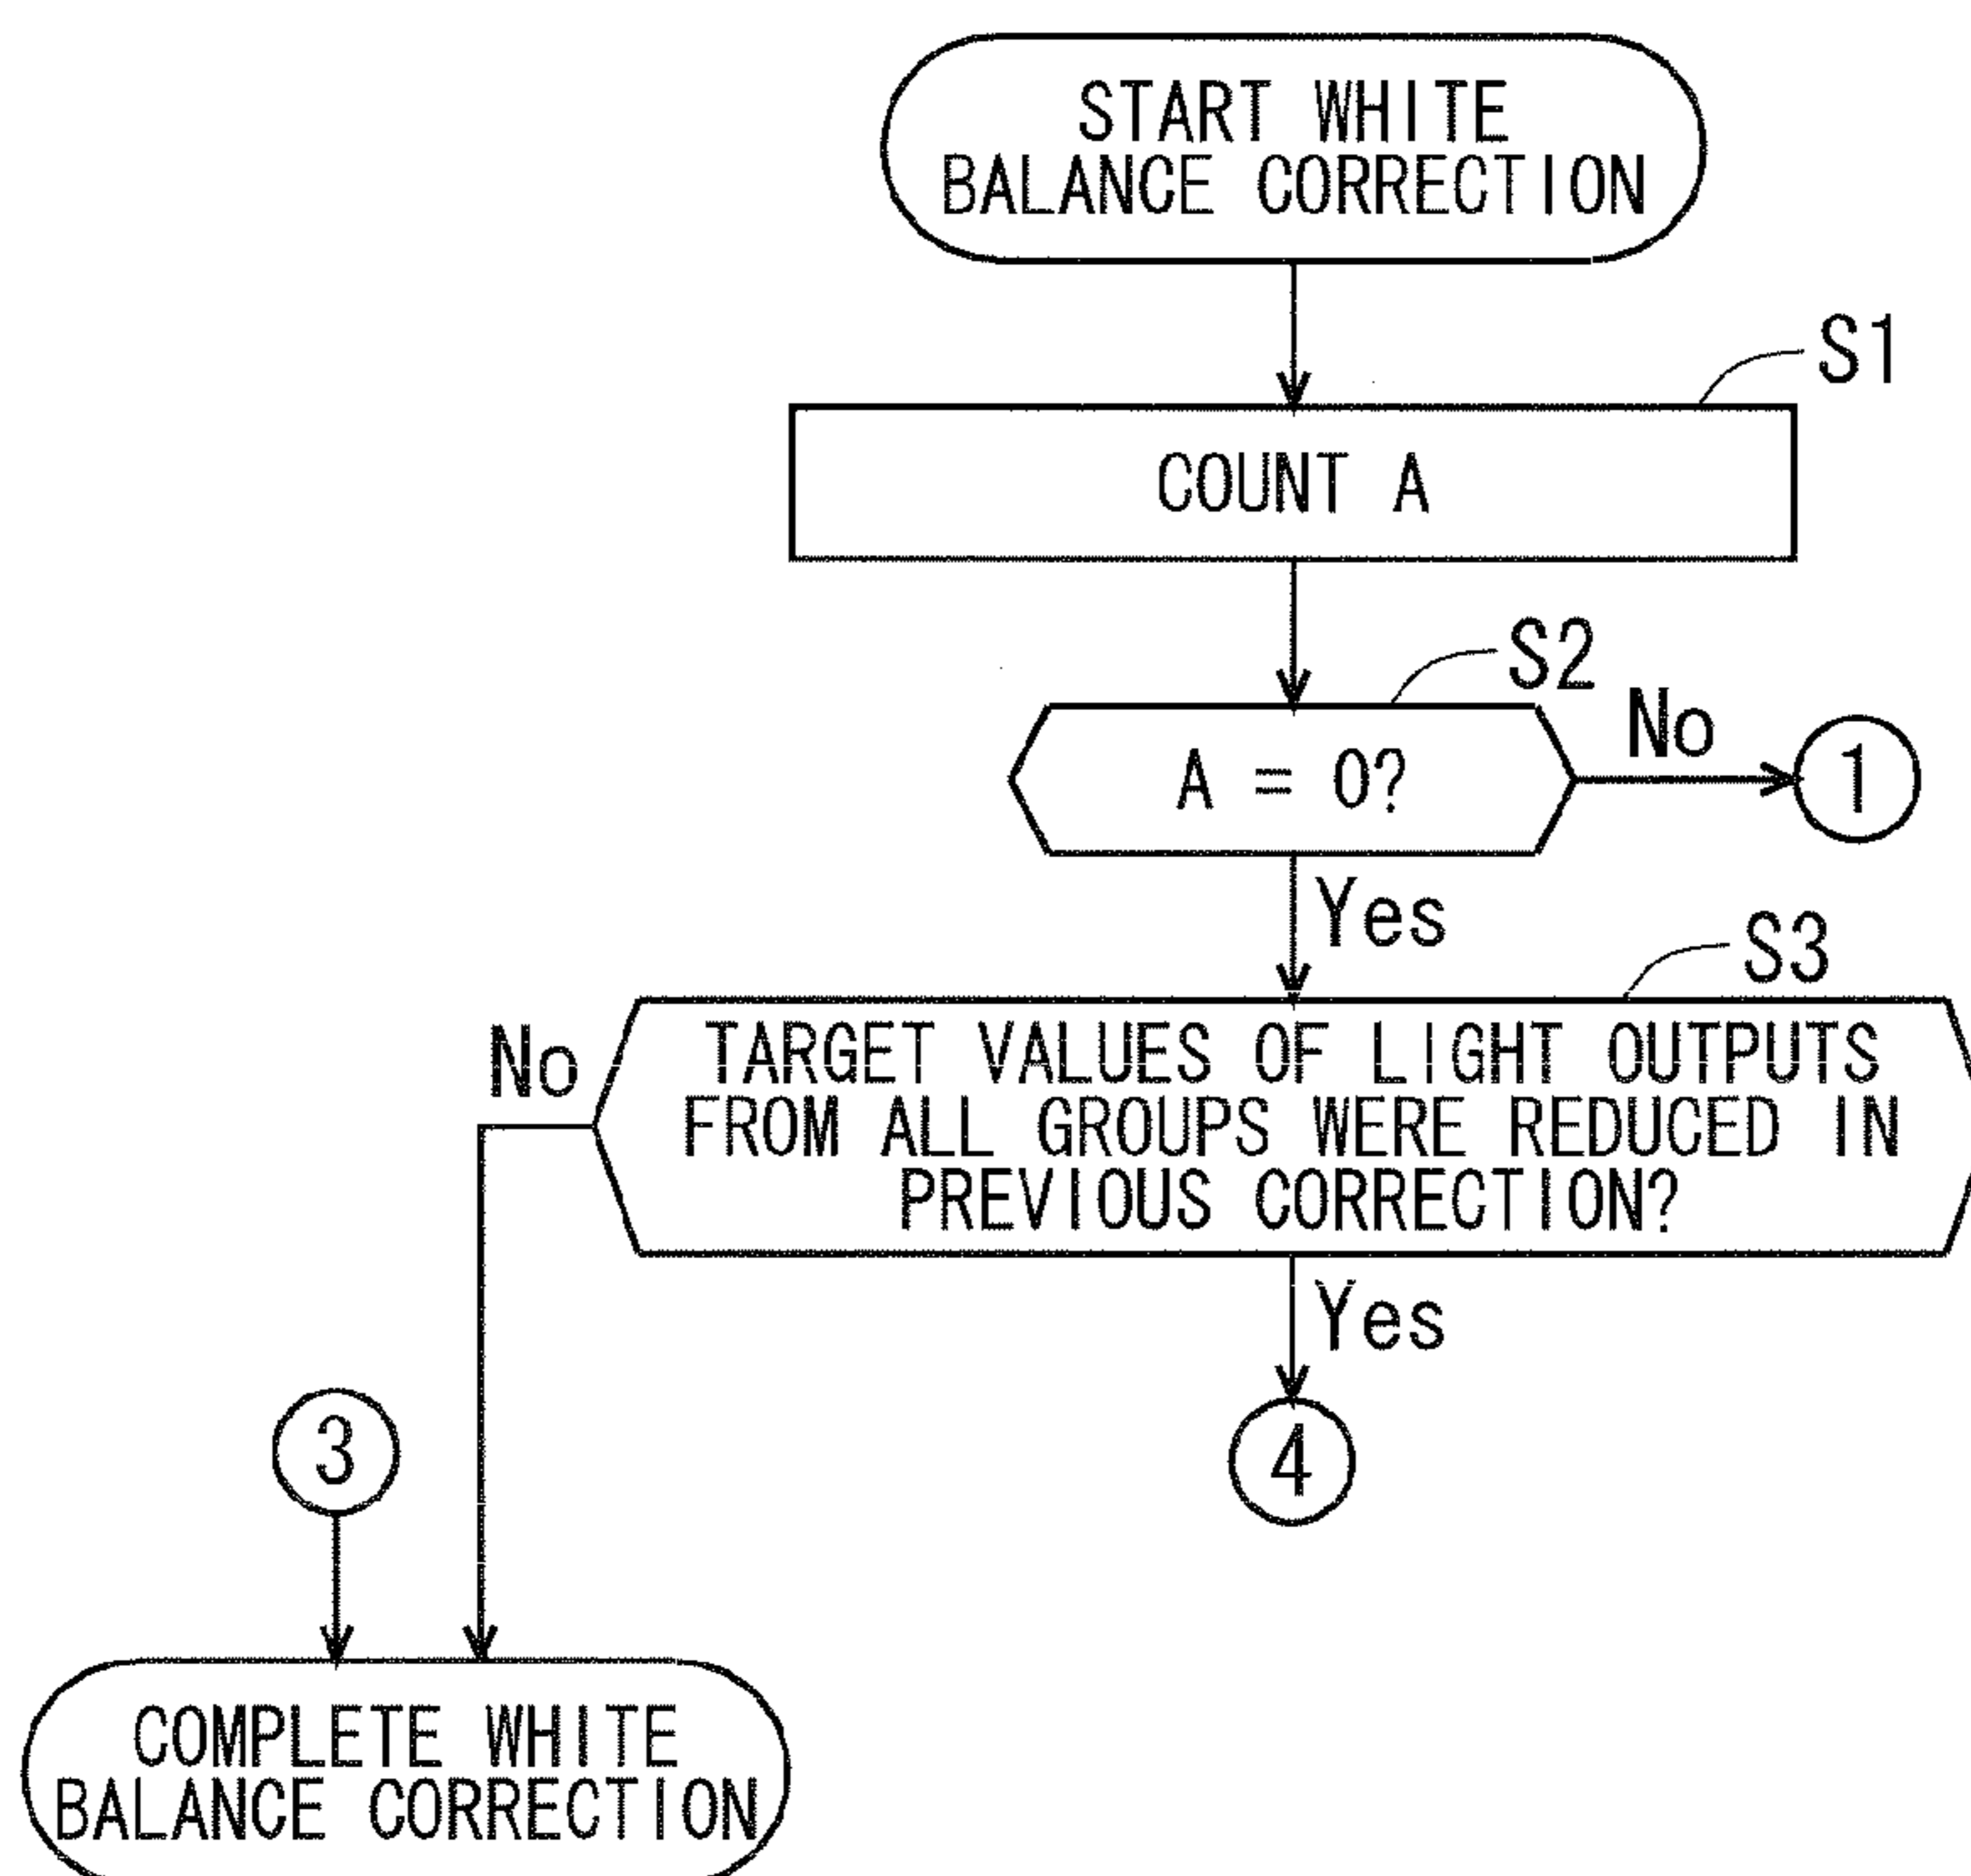 START WHITE
BALANCE CORRECTION
S1
COUNT A
S2
A = 0?
No
1
Yes
S3
No
TARGET VALUES OF LIGHT OUTPUTS
FROM ALL GROUPS WERE REDUCED IN
PREVIOUS CORRECTION?
Yes
3
4
COMPLETE WHITE
BALANCE CORRECTION